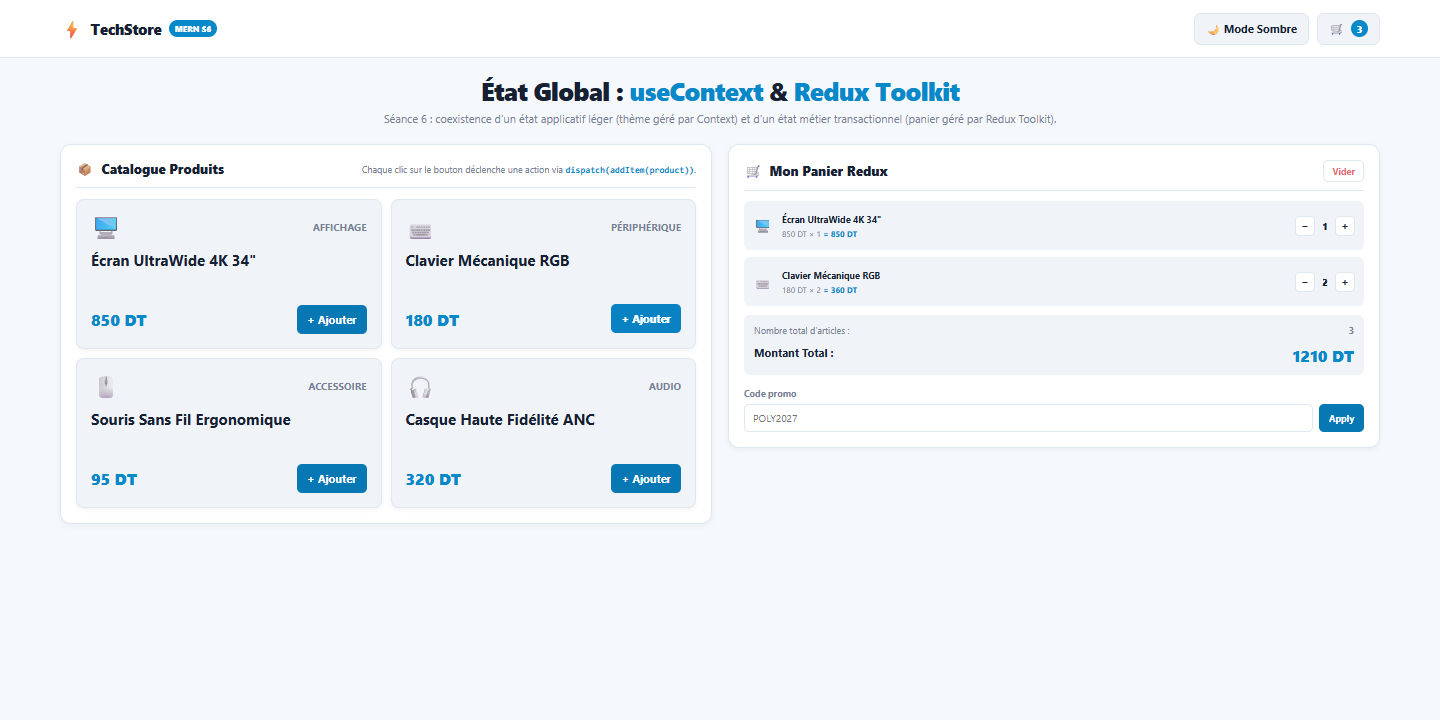 TechStore MERN S6
🌙 Mode Sombre
3
État Global : useContext & Redux Toolkit
Séance 6 : coexistence d'un état applicatif léger (thème géré par Context) et d'un état métier transactionnel (panier géré par Redux Toolkit).
Catalogue Produits
Chaque clic sur le bouton déclenche une action via dispatch(addItem(product)).
AFFICHAGE
Écran UltraWide 4K 34"
850 DT
+ Ajouter
PÉRIPHÉRIQUE
Clavier Mécanique RGB
180 DT
+ Ajouter
ACCESSOIRE
Souris Sans Fil Ergonomique
95 DT
+ Ajouter
AUDIO
Casque Haute Fidélité ANC
320 DT
+ Ajouter
Mon Panier Redux
Vider
Écran UltraWide 4K 34"
850 DT × 1 = 850 DT
− 1 +
Clavier Mécanique RGB
180 DT × 2 = 360 DT
− 2 +
Nombre total d'articles : 3
Montant Total : 1210 DT
Code promo
POLY2027
Apply